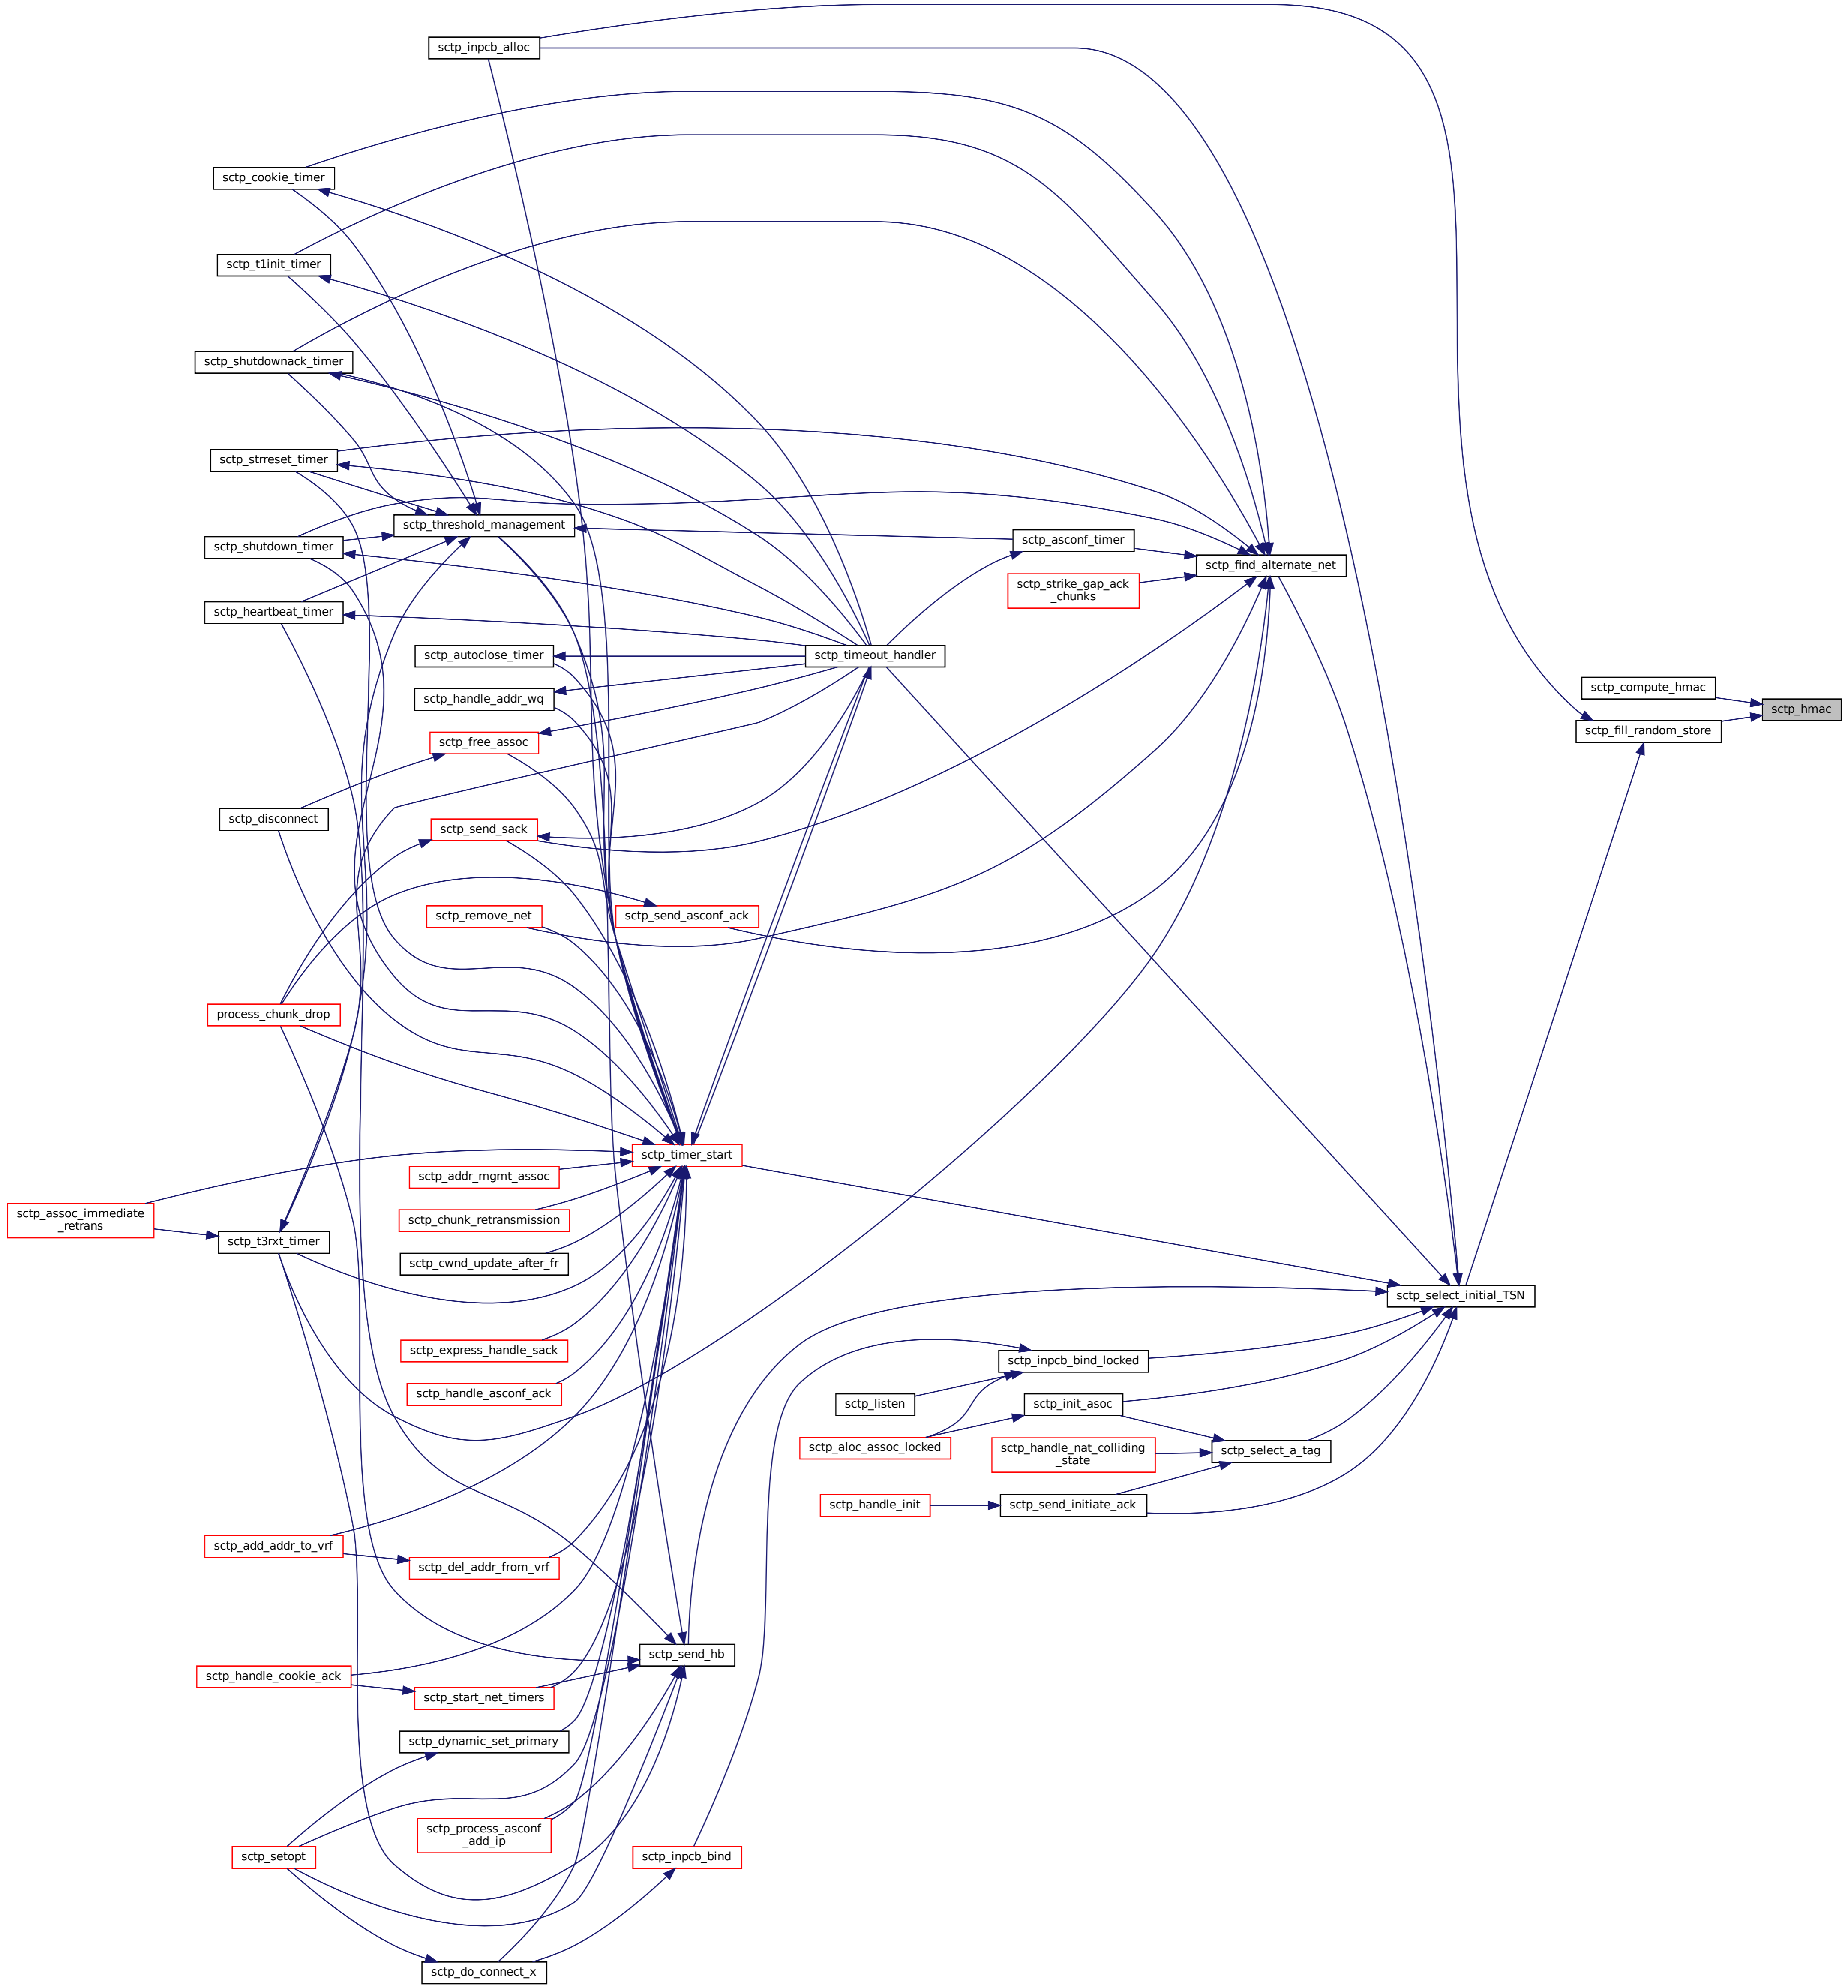 sctp_inpcb_alloc
sctp_cookie_timer
sctp_t1init_timer
sctp_shutdownack_timer
sctp_strreset_timer
sctp_threshold_management
sctp_shutdown_timer
sctp_asconf_timer
sctp_find_alternate_net
sctp_strike_gap_ack
_chunks
sctp_heartbeat_timer
sctp_autoclose_timer
sctp_timeout_handler
sctp_handle_addr_wq
sctp_compute_hmac
sctp_hmac
sctp_fill_random_store
sctp_free_assoc
sctp_disconnect
sctp_send_sack
sctp_remove_net
sctp_send_asconf_ack
process_chunk_drop
sctp_timer_start
sctp_addr_mgmt_assoc
sctp_assoc_immediate
_retrans
sctp_chunk_retransmission
sctp_t3rxt_timer
sctp_cwnd_update_after_fr
sctp_select_initial_TSN
sctp_express_handle_sack
sctp_inpcb_bind_locked
sctp_handle_asconf_ack
sctp_listen
sctp_init_asoc
sctp_aloc_assoc_locked
sctp_handle_nat_colliding
_state
sctp_select_a_tag
sctp_handle_init
sctp_send_initiate_ack
sctp_add_addr_to_vrf
sctp_del_addr_from_vrf
sctp_send_hb
sctp_handle_cookie_ack
sctp_start_net_timers
sctp_dynamic_set_primary
sctp_process_asconf
_add_ip
sctp_setopt
sctp_inpcb_bind
sctp_do_connect_x